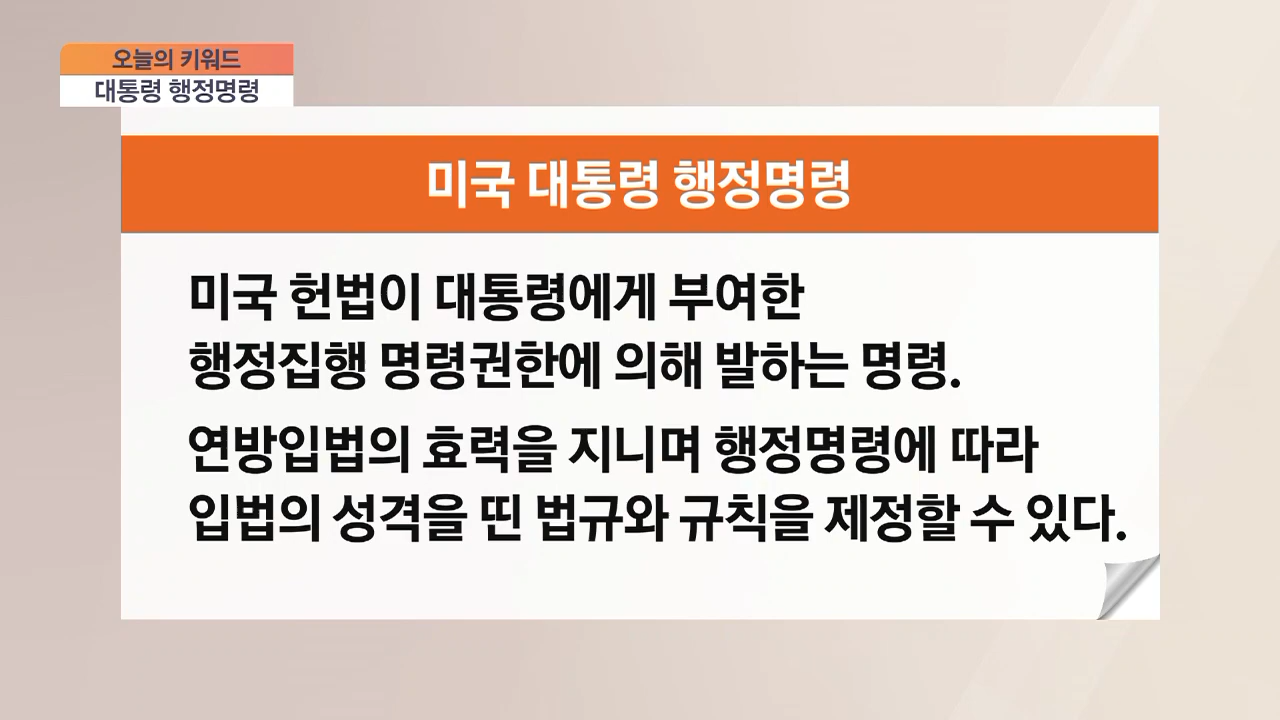 오늘의 키워드
대통령 행정명령
미국 대통령 행정명령
미국 헌법이 대통령에게 부여한
행정집행 명령권한에 의해 발하는 명령.
연방입법의 효력을 지니며 행정명령에 따라
입법의 성격을 띤 법규와 규칙을 제정할 수 있다.